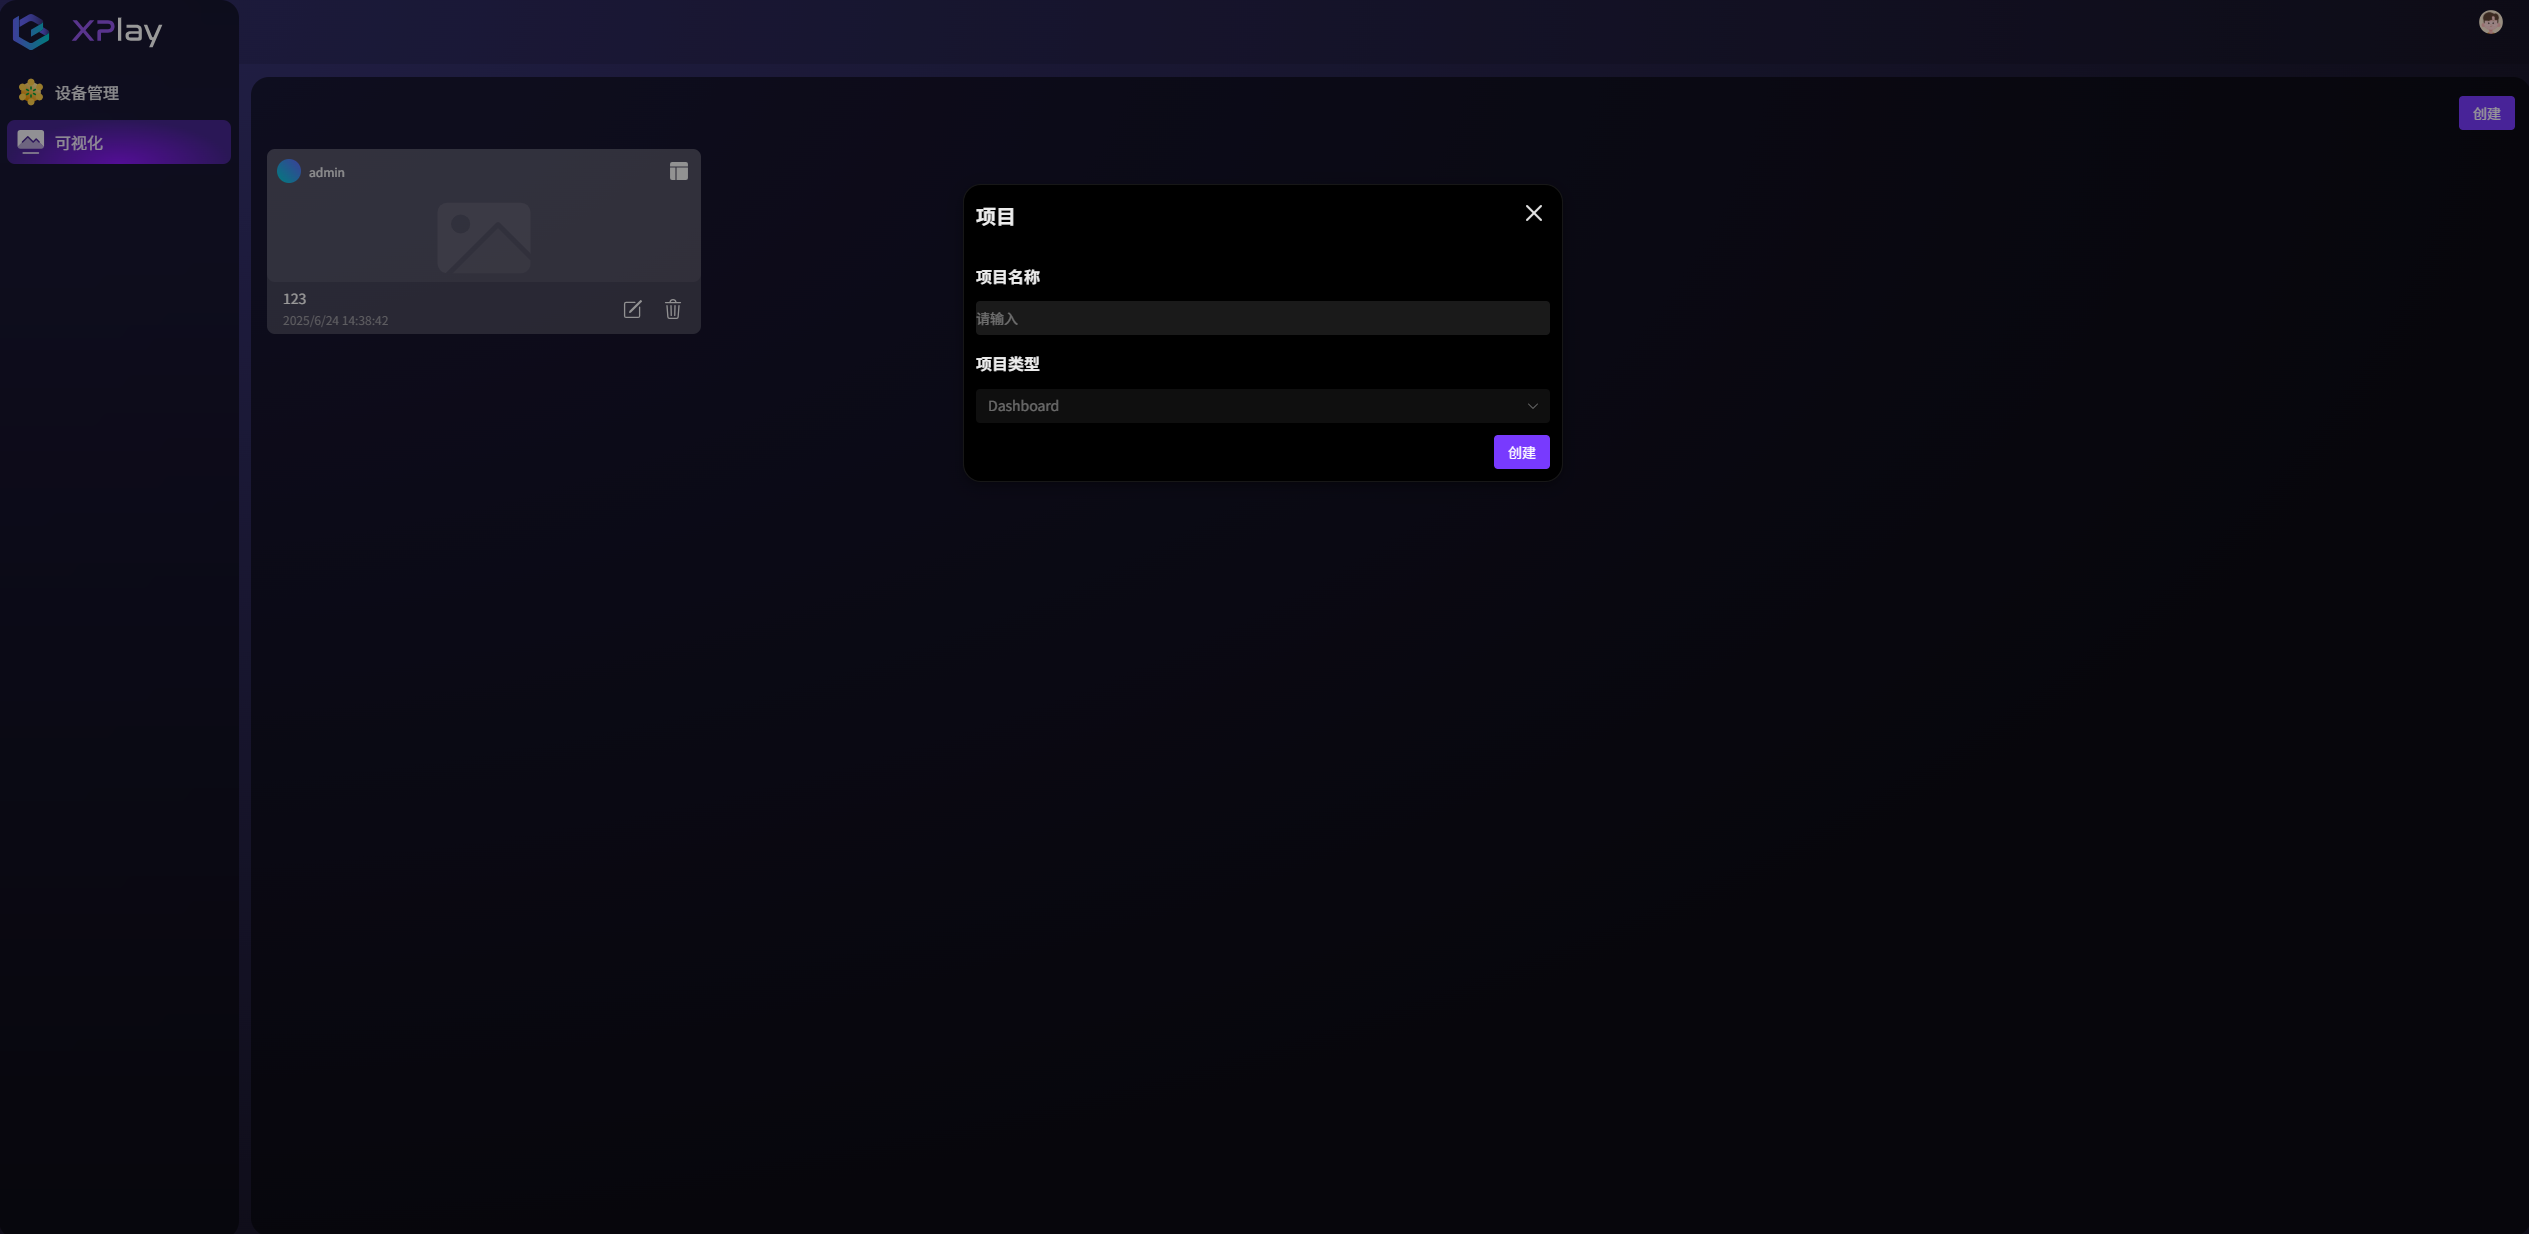 XPlay
设备管理
可视化
创建
admin
123
2025/6/24 14:38:42
项目
项目名称
请输入
项目类型
Dashboard
创建